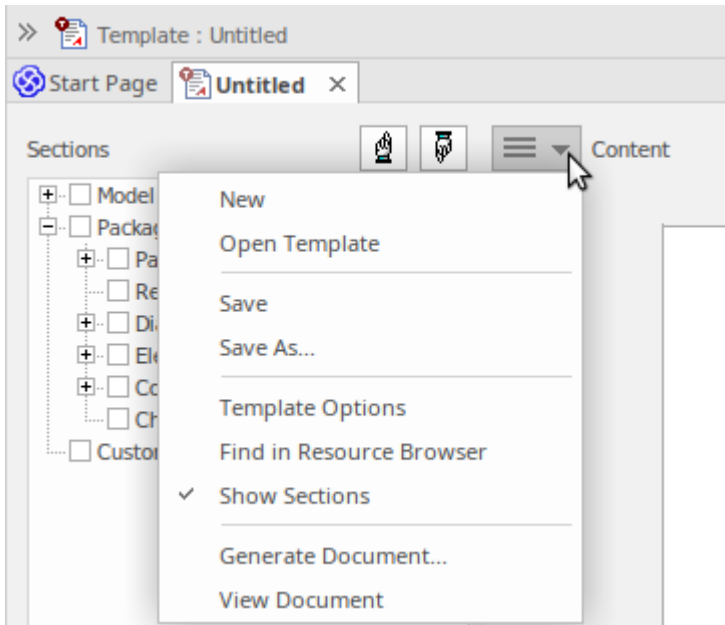 Template : Untitled
Start Page
Untitled
Sections
Content
Model
New
Open Template
Save
Save As...
Template Options
Find in Resource Browser
Show Sections
Generate Document...
View Document